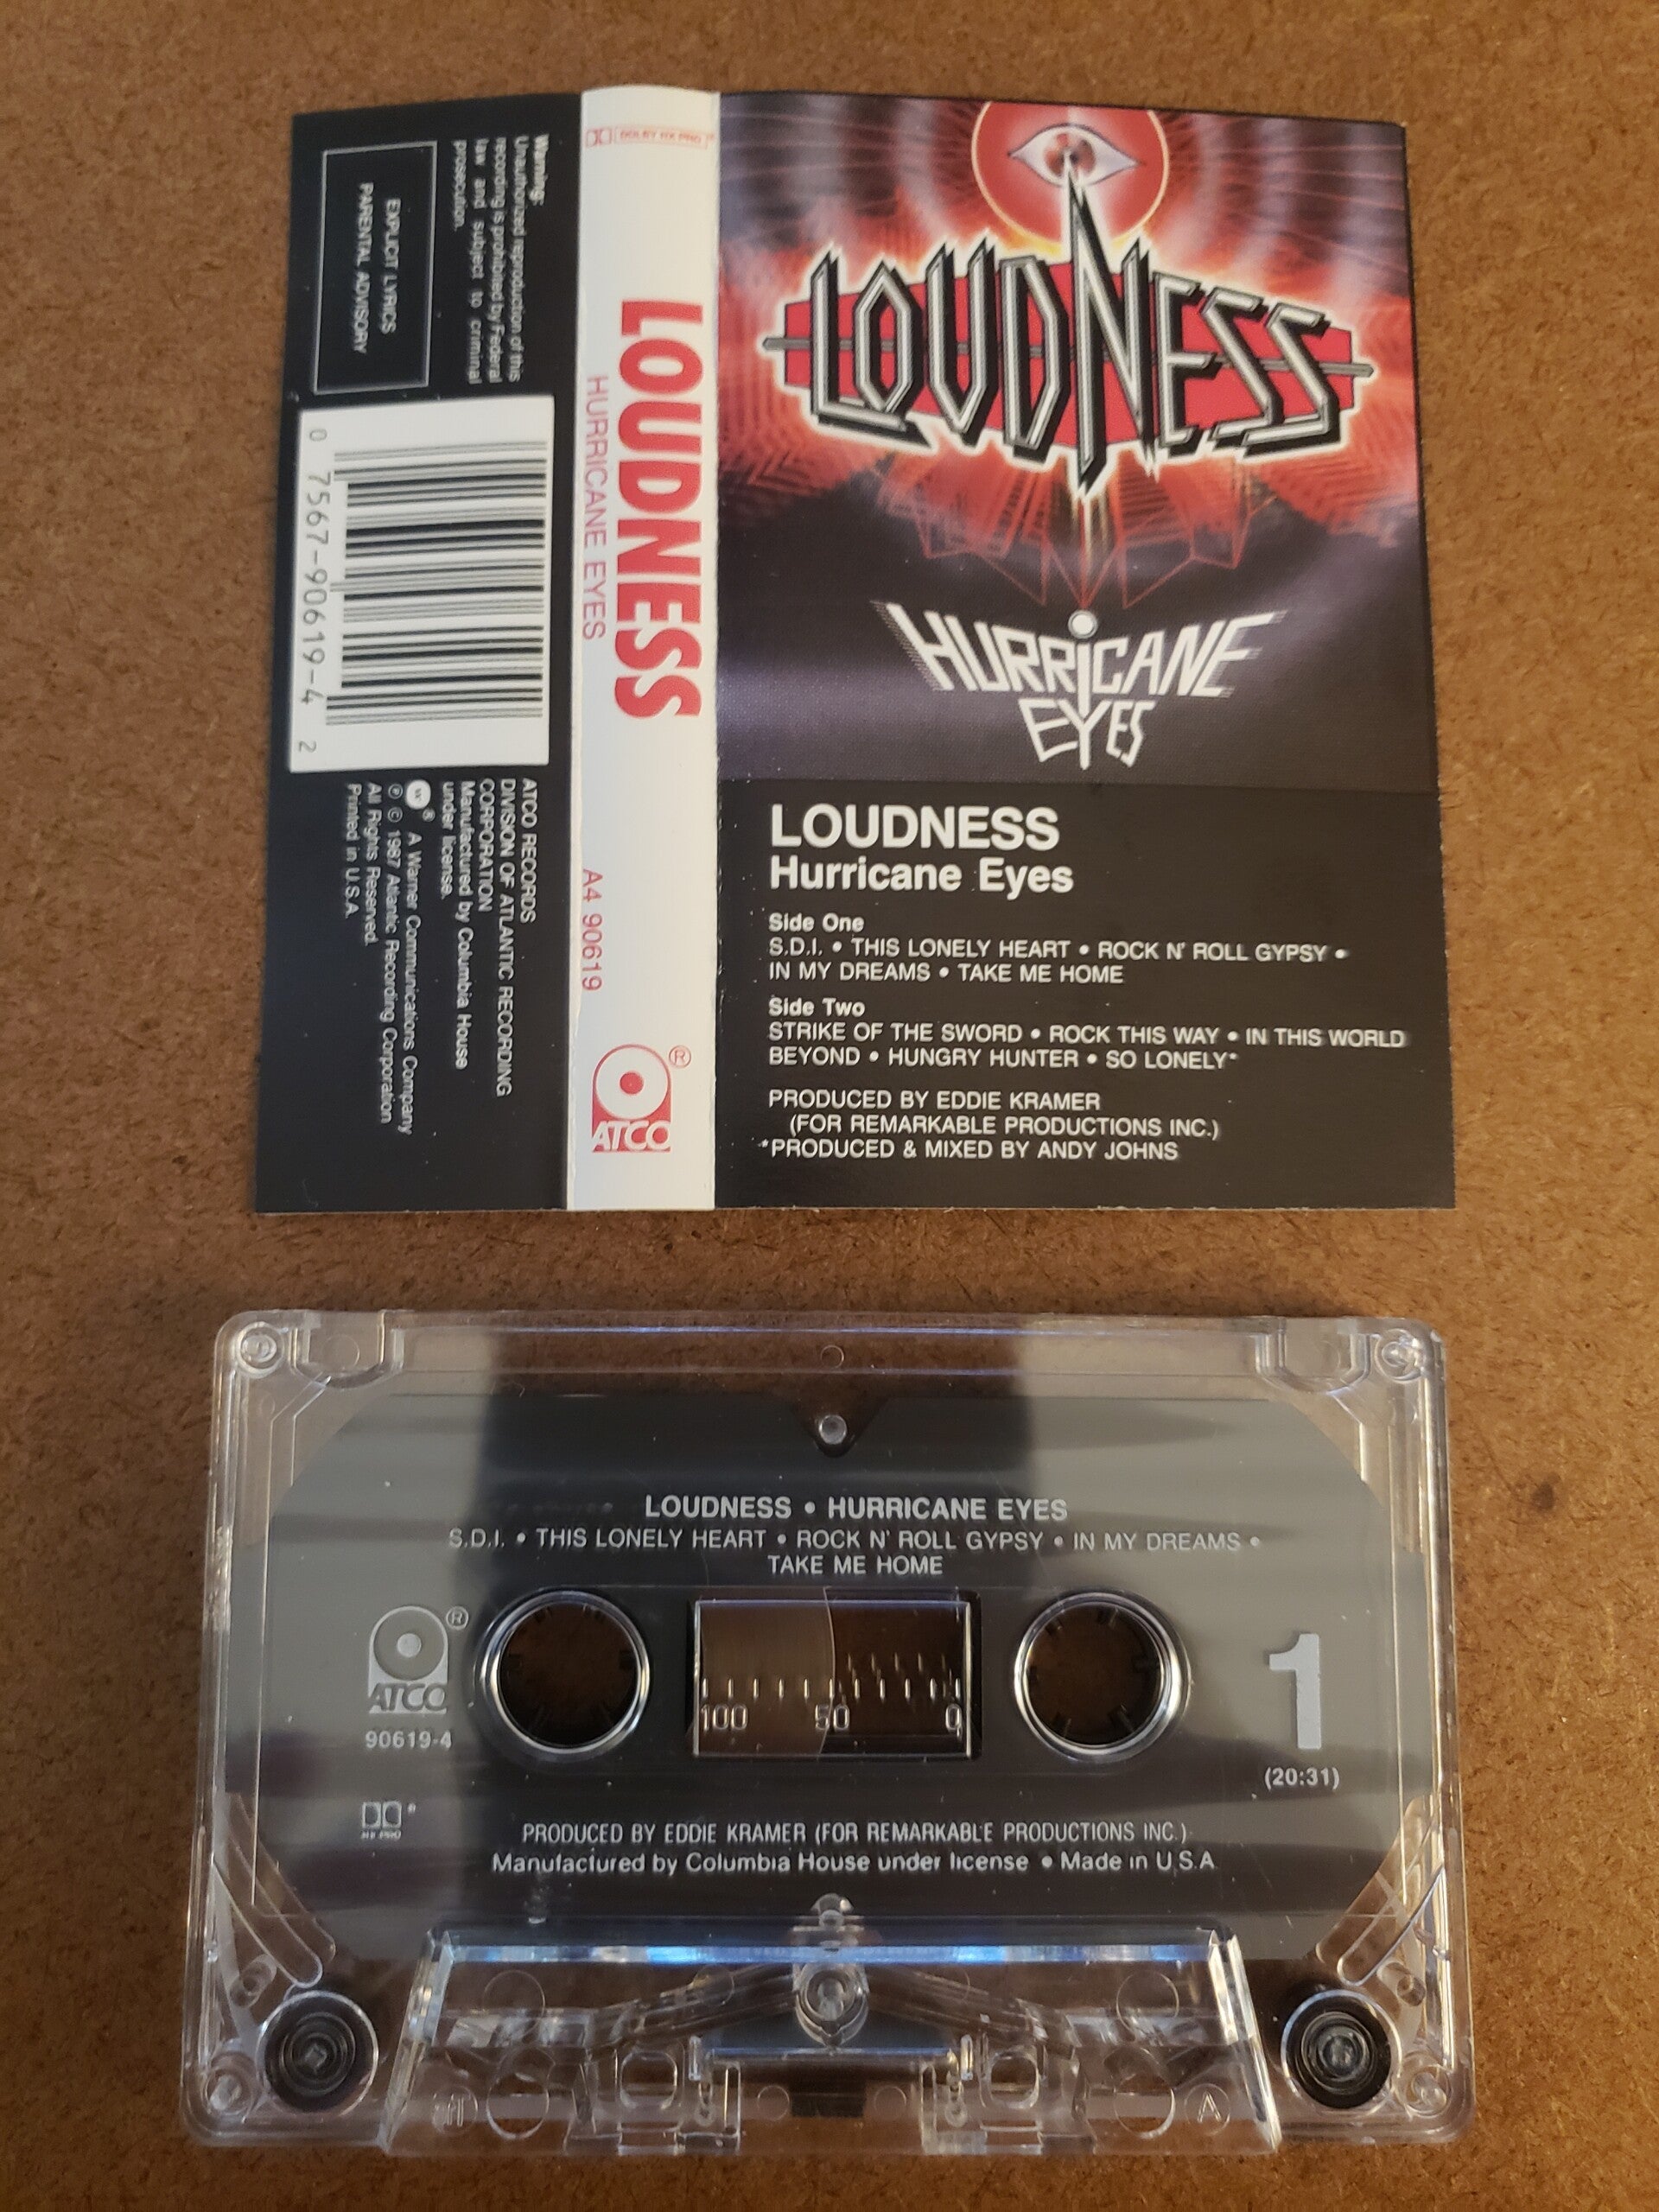 Warning:
Unauthorized reproduction of this
recording is prohibited by Federal
law and subject to criminal
prosecution.
EXPLICIT LYRICS
PARENTAL ADVISORY
0 7567-90619-4 2
ATCO RECORDS
DIVISION OF ATLANTIC RECORDING
CORPORATION
Manufactured by Columbia House
under license.
® A Warner Communications Company
℗ © 1987 Atlantic Recording Corporation
All Rights Reserved.
Printed in U.S.A.
DOLBY HX PRO
LOUDNESS
HURRICANE EYES
A4 90619
ATCO®
LOUDNESS
HURRICANE
EYES
LOUDNESS
Hurricane Eyes
Side One
S.D.I. • THIS LONELY HEART • ROCK N' ROLL GYPSY •
IN MY DREAMS • TAKE ME HOME
Side Two
STRIKE OF THE SWORD • ROCK THIS WAY • IN THIS WORLD
BEYOND • HUNGRY HUNTER • SO LONELY*
PRODUCED BY EDDIE KRAMER
(FOR REMARKABLE PRODUCTIONS INC.)
*PRODUCED & MIXED BY ANDY JOHNS
LOUDNESS • HURRICANE EYES
S.D.I. • THIS LONELY HEART • ROCK N' ROLL GYPSY • IN MY DREAMS •
TAKE ME HOME
ATCO®
90619-4
100 50 0
1
(20:31)
HX PRO
PRODUCED BY EDDIE KRAMER (FOR REMARKABLE PRODUCTIONS INC.)
Manufactured by Columbia House under license • Made in U.S.A.
A